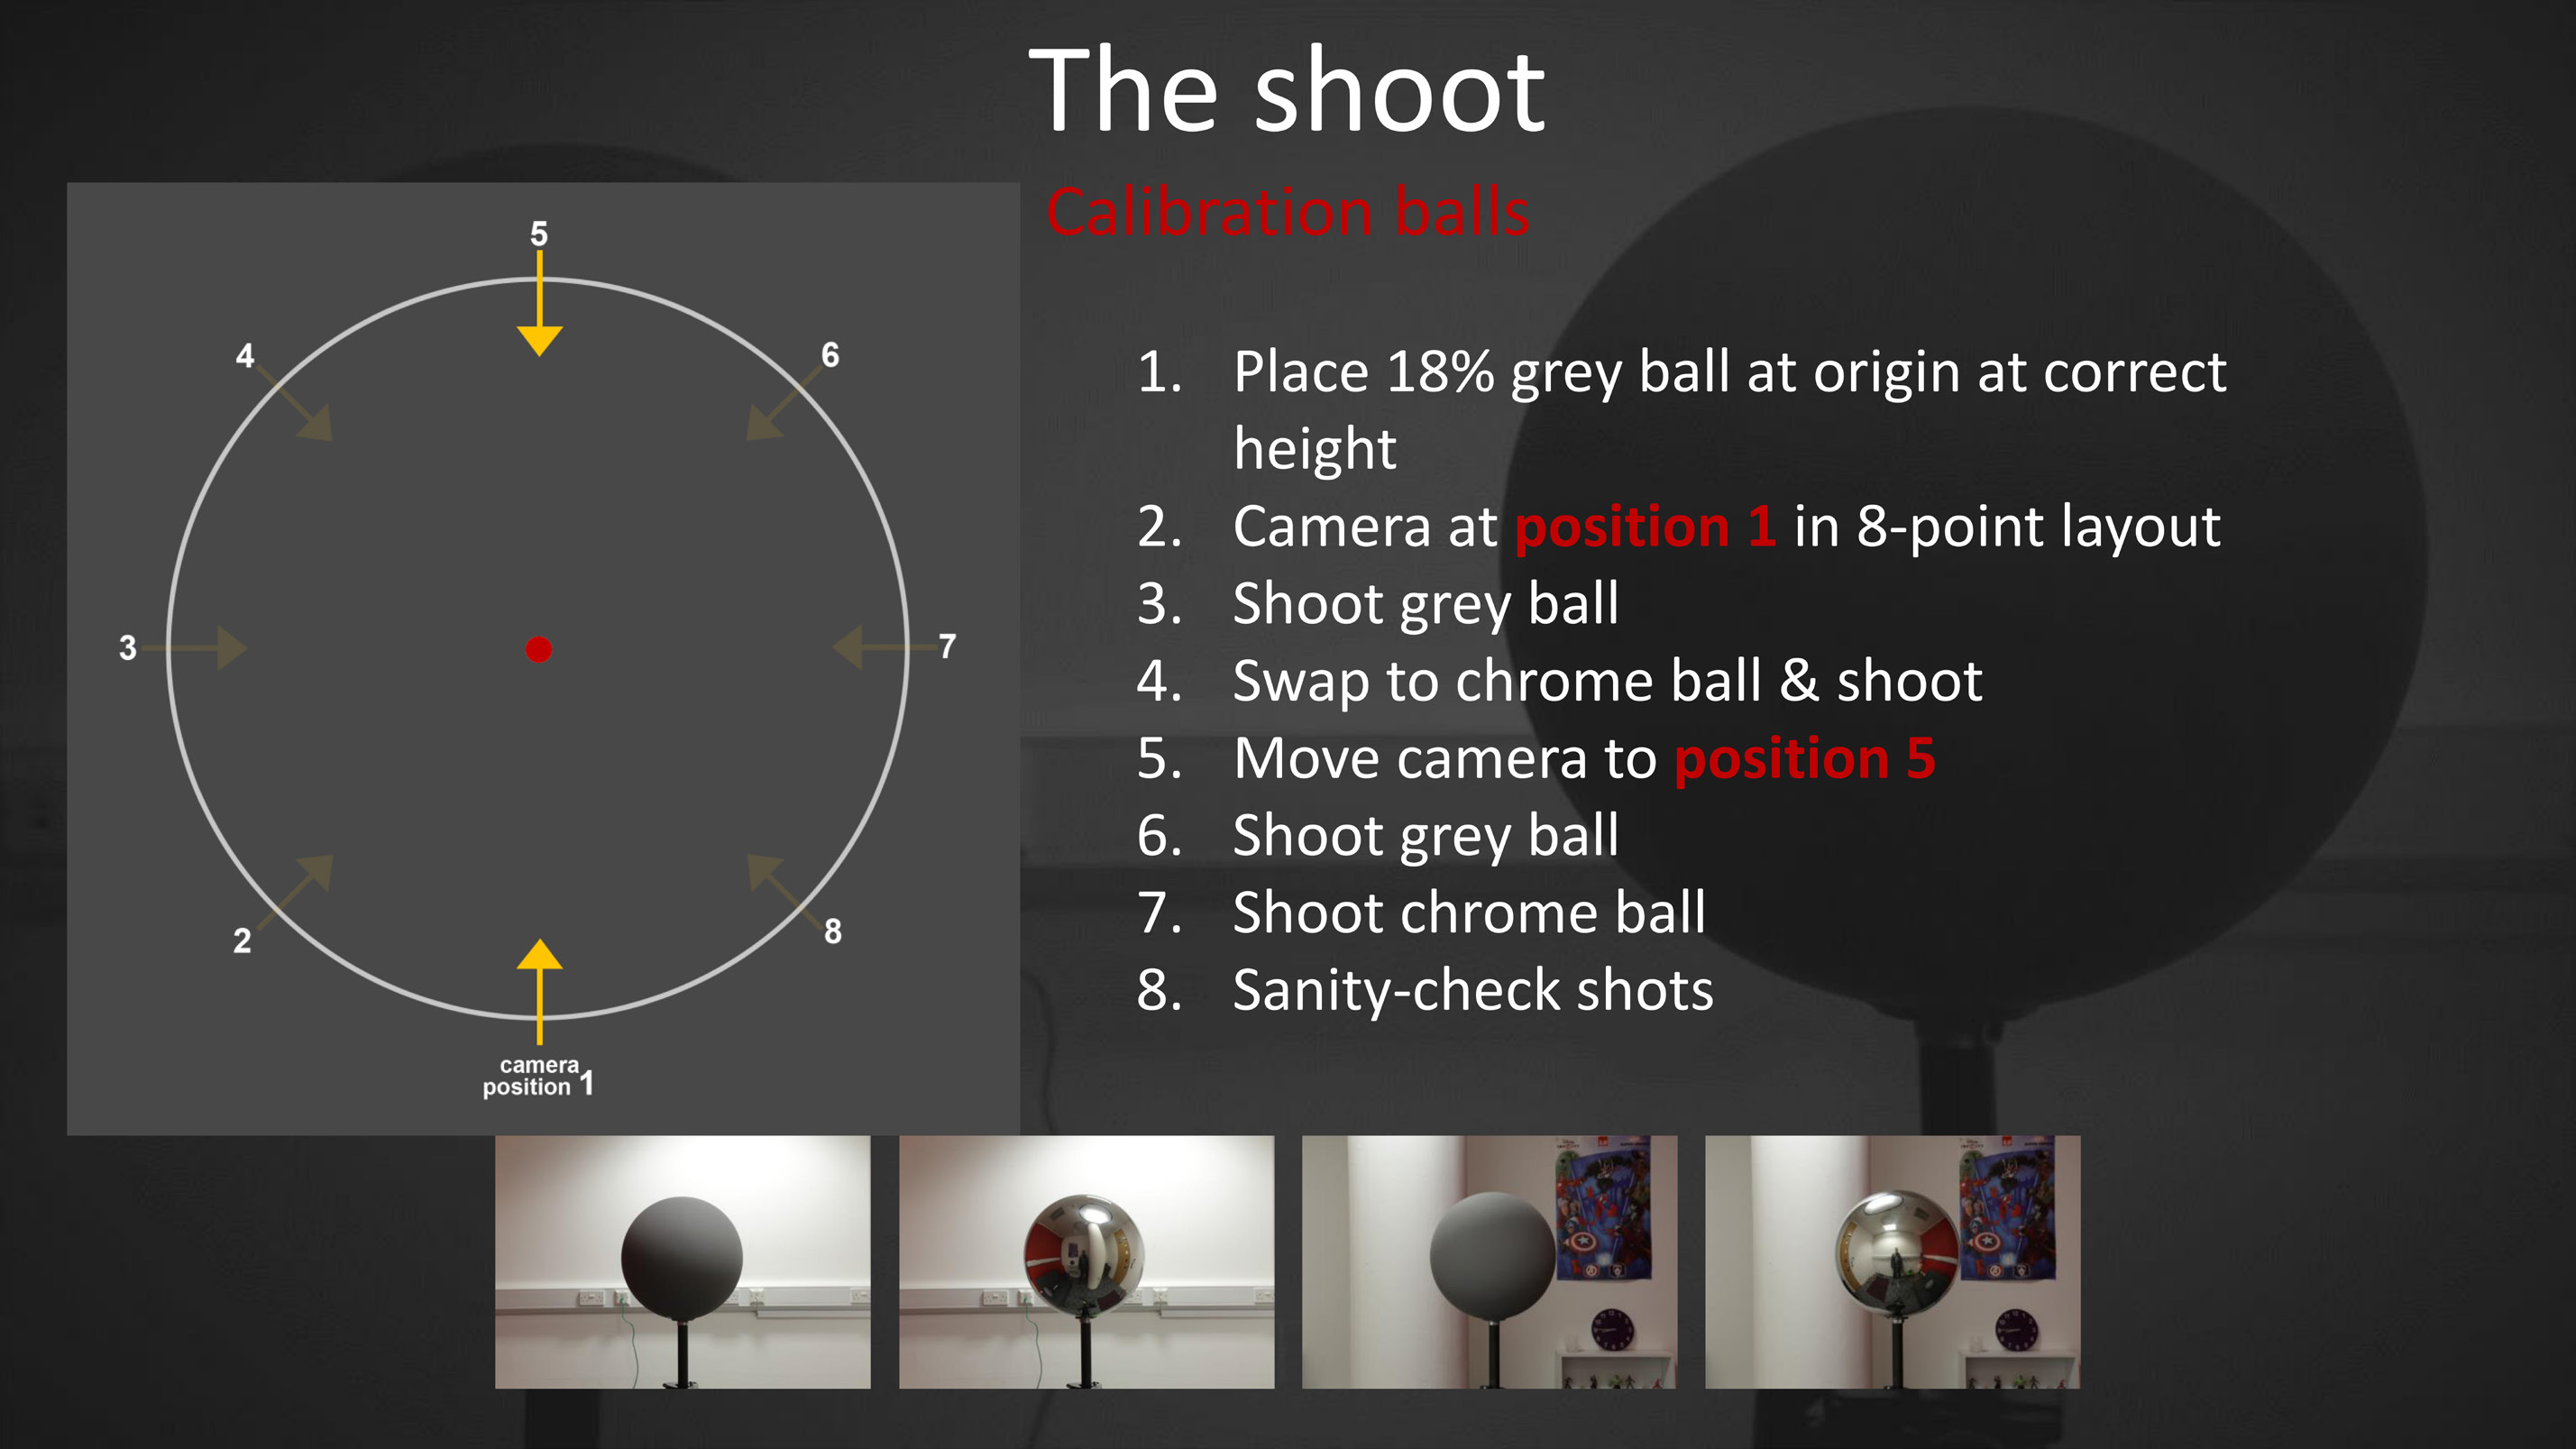 The shoot
Calibration balls
5
4
6
3
7
2
8
camera
position 1
1. Place 18% grey ball at origin at correct
height
2. Camera at position 1 in 8-point layout
3. Shoot grey ball
4. Swap to chrome ball & shoot
5. Move camera to position 5
6. Shoot grey ball
7. Shoot chrome ball
8. Sanity-check shots